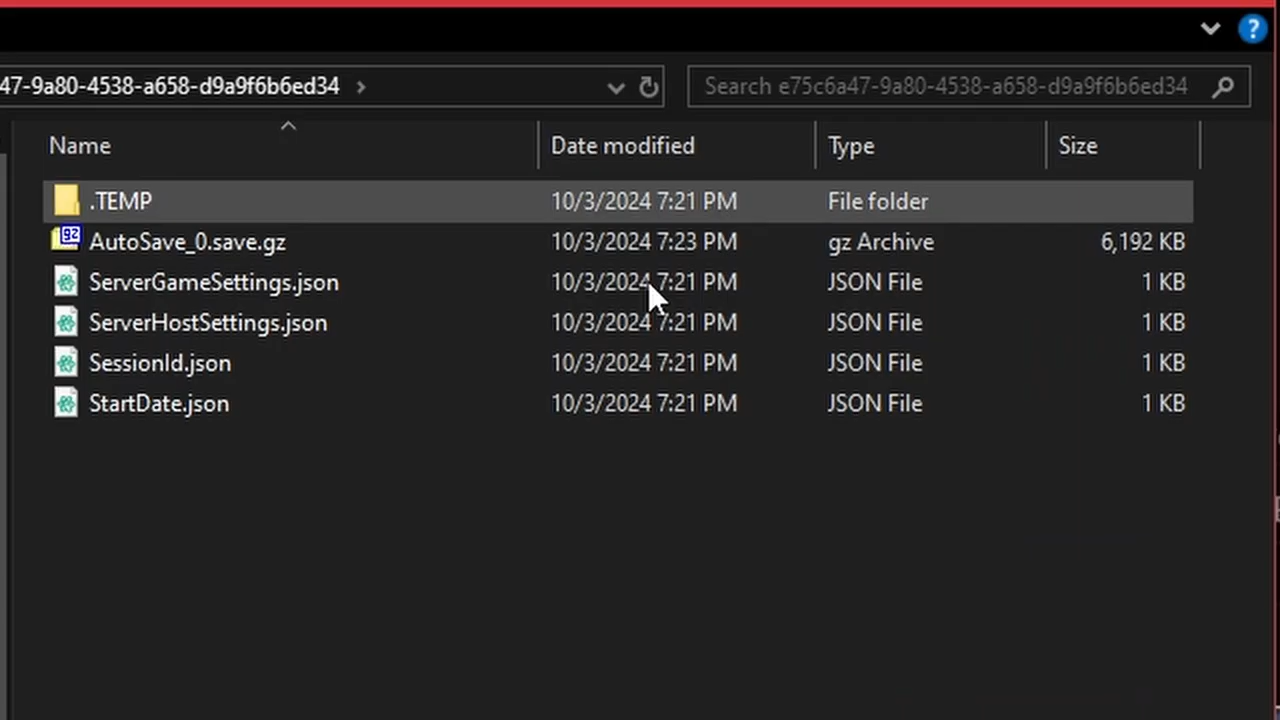 ?
47-9a80-4538-a658-d9a9f6b6ed34 Search e75c6a47-9a80-4538-a658-d9a9f6b6ed34
Name Date modified Type Size
.TEMP 10/3/2024 7:21 PM File folder
AutoSave_0.save.gz 10/3/2024 7:23 PM gz Archive 6,192 KB
ServerGameSettings.json 10/3/2024 7:21 PM JSON File 1 KB
ServerHostSettings.json 10/3/2024 7:21 PM JSON File 1 KB
SessionId.json 10/3/2024 7:21 PM JSON File 1 KB
StartDate.json 10/3/2024 7:21 PM JSON File 1 KB